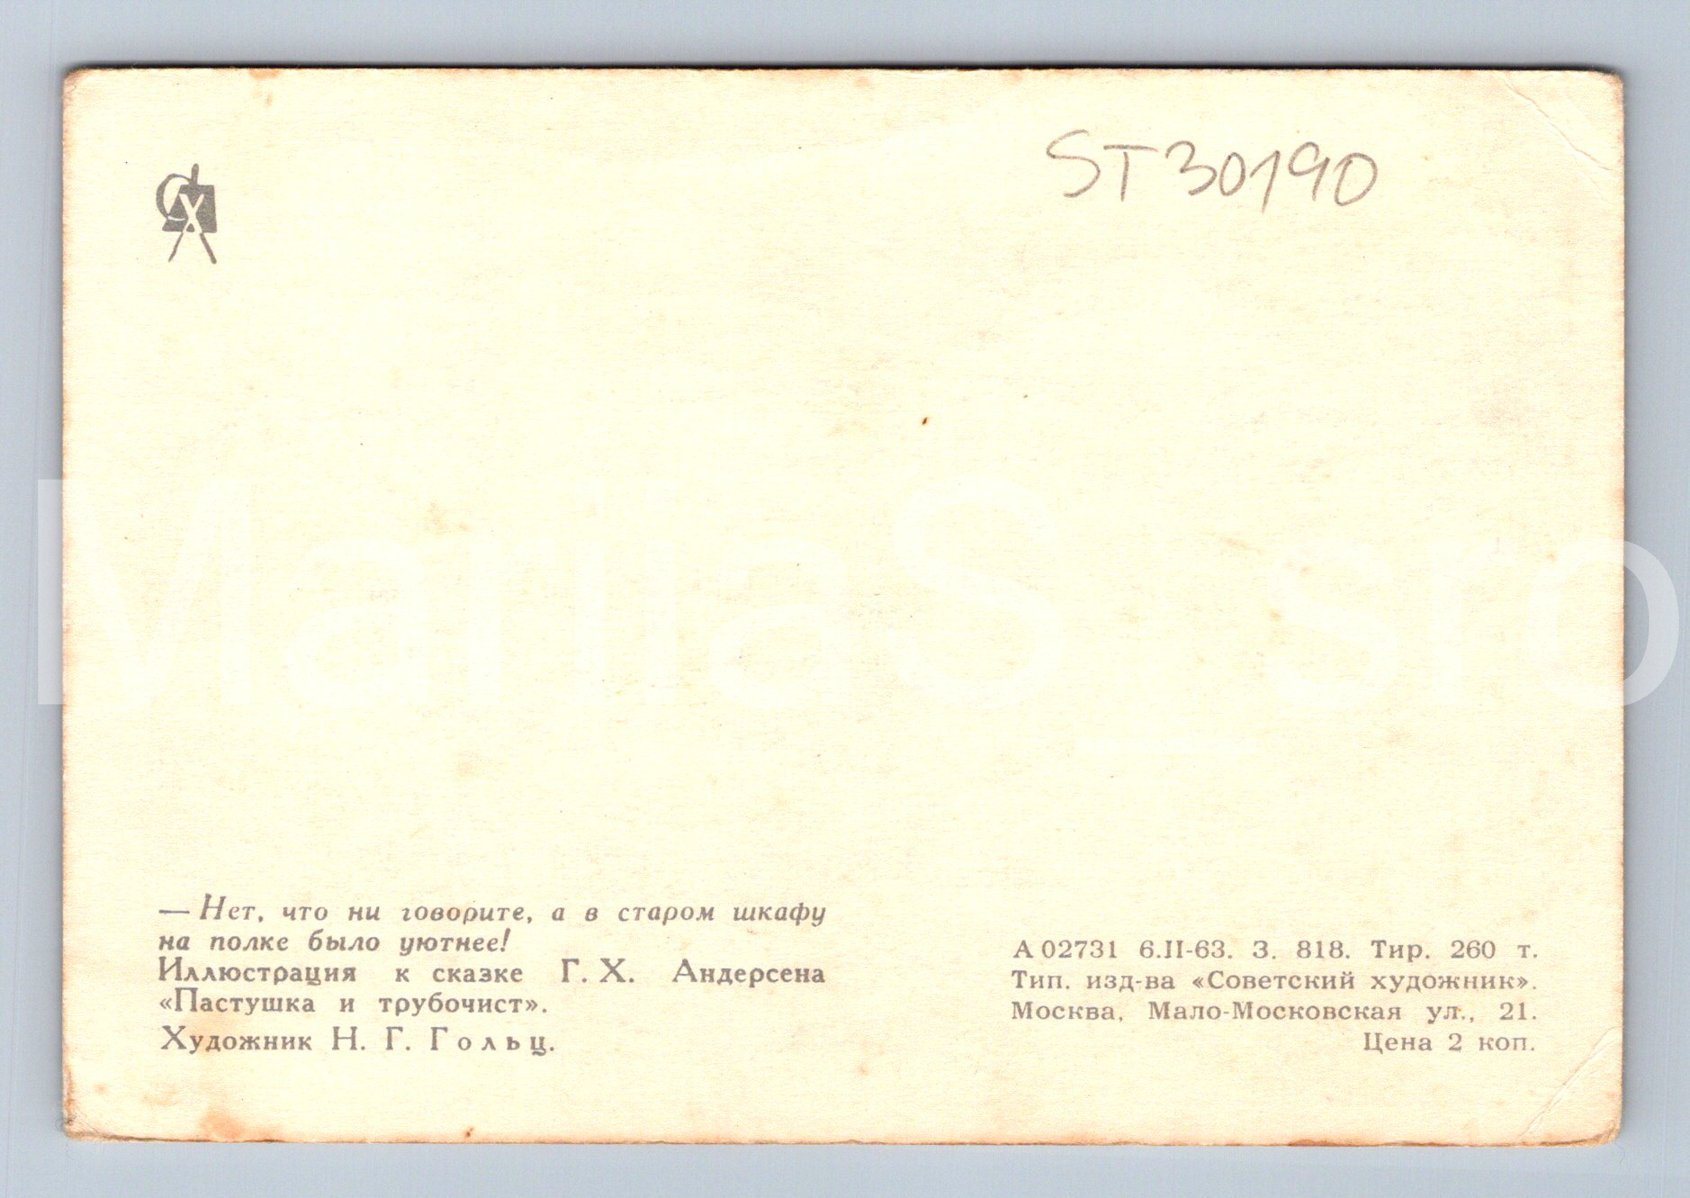 СХ
ST30190
MariiaS_sro
— Нет, что ни говорите, а в старом шкафу
на полке было уютнее!
Иллюстрация к сказке Г. Х. Андерсена
«Пастушка и трубочист».
Художник Н. Г. Гольц.
А 02731 6.II-63. З. 818. Тир. 260 т.
Тип. изд-ва «Советский художник».
Москва, Мало-Московская ул., 21.
Цена 2 коп.